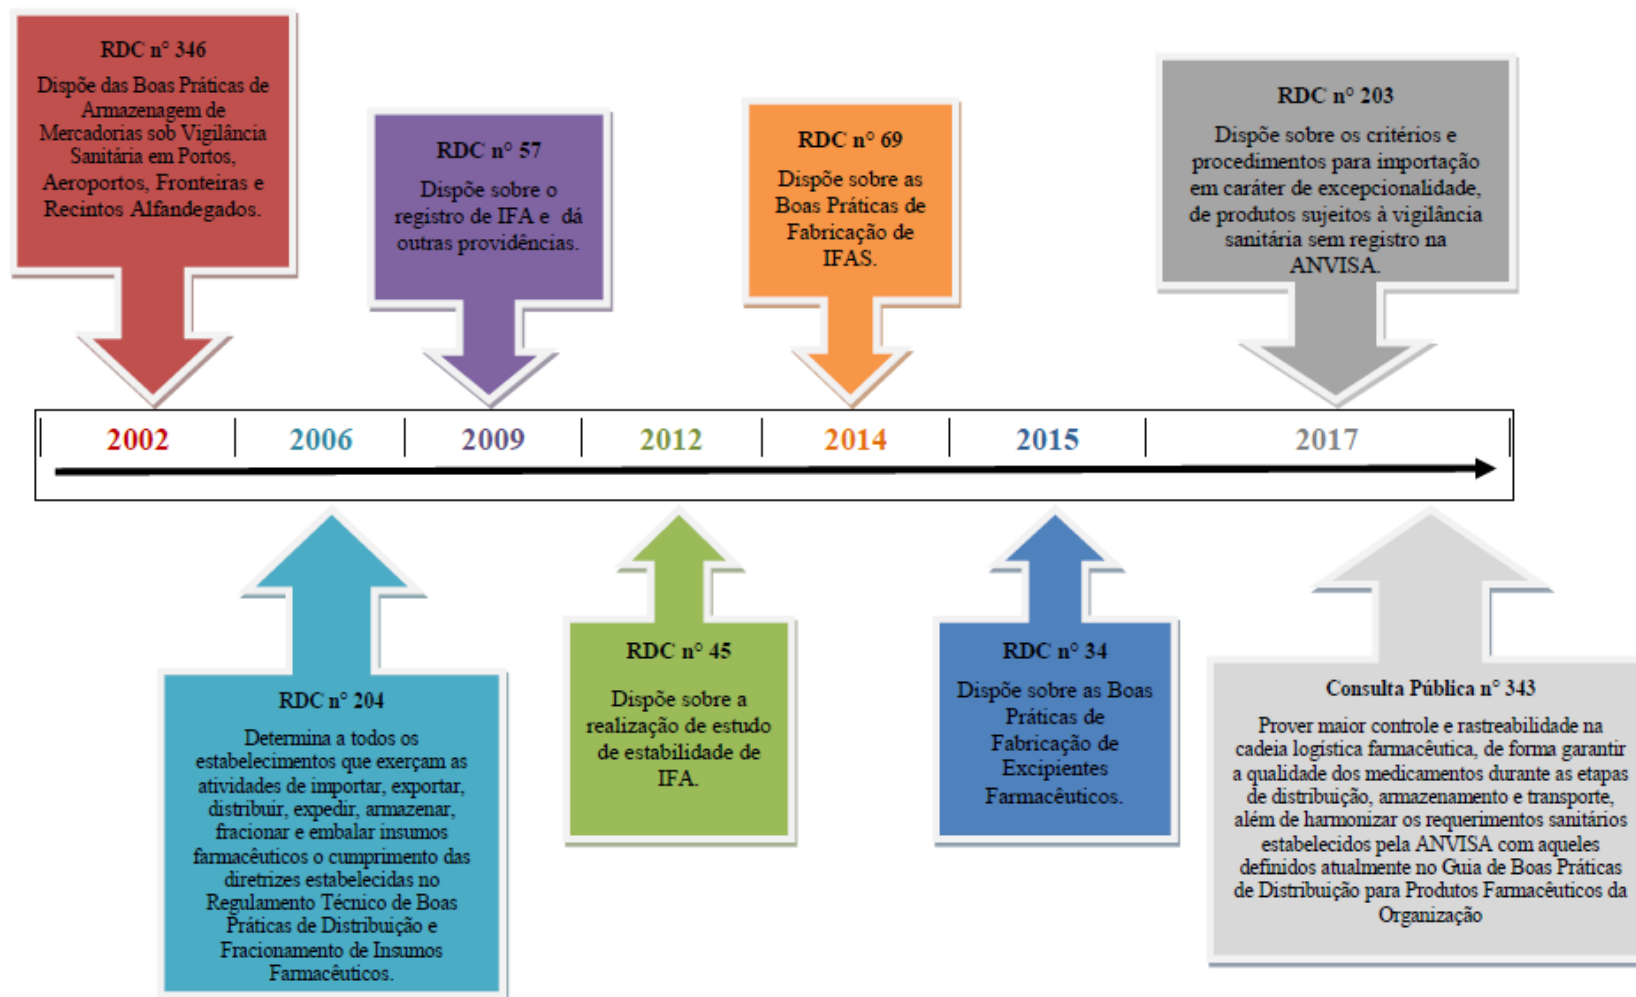 RDC n° 346
Dispõe das Boas Práticas de
Armazenagem de
Mercadorias sob Vigilância
Sanitária em Portos,
Aeroportos, Fronteiras e
Recintos Alfandegados.
RDC n° 57
Dispõe sobre o
registro de IFA e dá
outras providências.
RDC n° 69
Dispõe sobre as
Boas Práticas de
Fabricação de
IFAS.
RDC n° 203
Dispõe sobre os critérios e
procedimentos para importação
em caráter de excepcionalidade,
de produtos sujeitos à vigilância
sanitária sem registro na
ANVISA.
2002
2006
2009
2012
2014
2015
2017
RDC n° 204
Determina a todos os
estabelecimentos que exerçam as
atividades de importar, exportar,
distribuir, expedir, armazenar,
fracionar e embalar insumos
farmacêuticos o cumprimento das
diretrizes estabelecidas no
Regulamento Técnico de Boas
Práticas de Distribuição e
Fracionamento de Insumos
Farmacêuticos.
RDC n° 45
Dispõe sobre a
realização de estudo
de estabilidade de
IFA.
RDC n° 34
Dispõe sobre as Boas
Práticas de
Fabricação de
Excipientes
Farmacêuticos.
Consulta Pública n° 343
Prover maior controle e rastreabilidade na
cadeia logística farmacêutica, de forma garantir
a qualidade dos medicamentos durante as etapas
de distribuição, armazenamento e transporte,
além de harmonizar os requerimentos sanitários
estabelecidos pela ANVISA com aqueles
definidos atualmente no Guia de Boas Práticas
de Distribuição para Produtos Farmacêuticos da
Organização